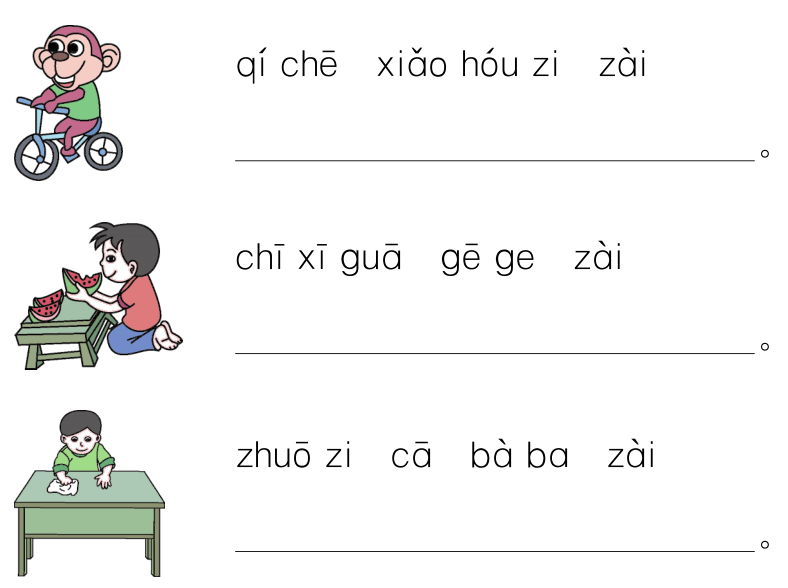 qí chē xiǎo hóu zi zài
。
chī xī guā gē ge zài
。
zhuō zi cā bà ba zài
。